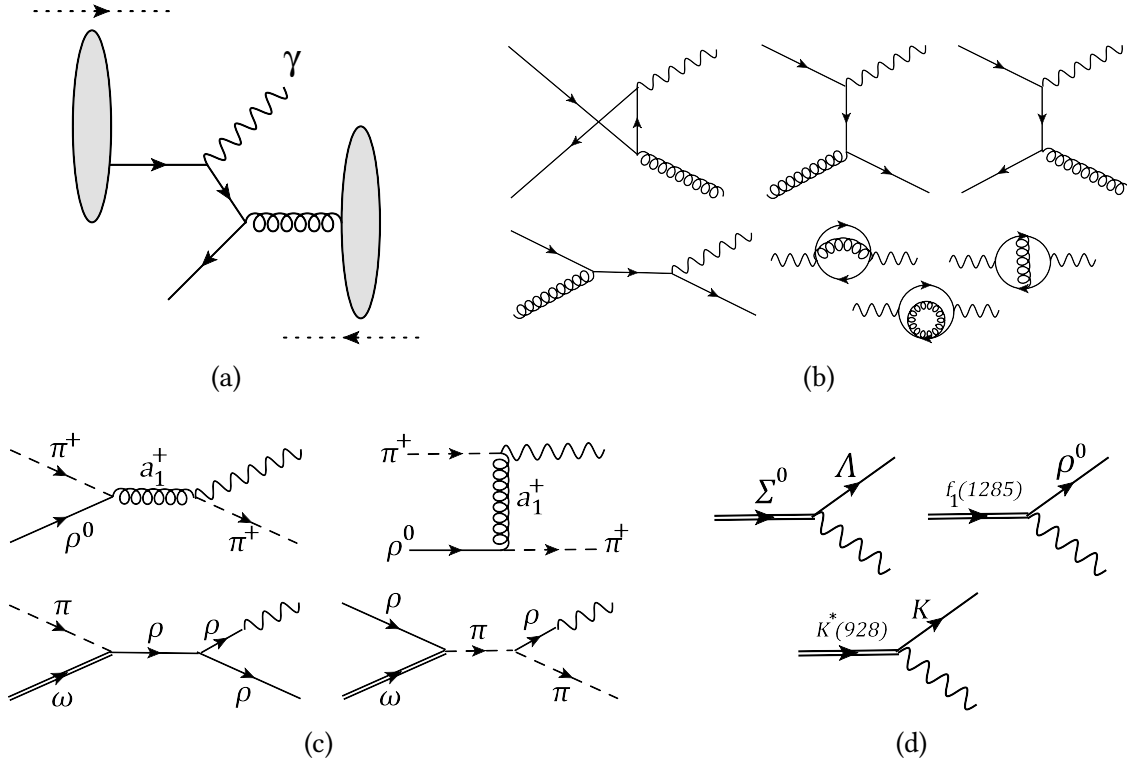 γ
(a)
(b)
π⁺
a₁⁺
ρ⁰
π⁺
π⁺
a₁⁺
ρ⁰
π⁺
π
ρ
ρ
ω
ρ
ρ
π
ρ
ω
π
(c)
Σ⁰
Λ
f₁(1285)
ρ⁰
K*(928)
K
(d)